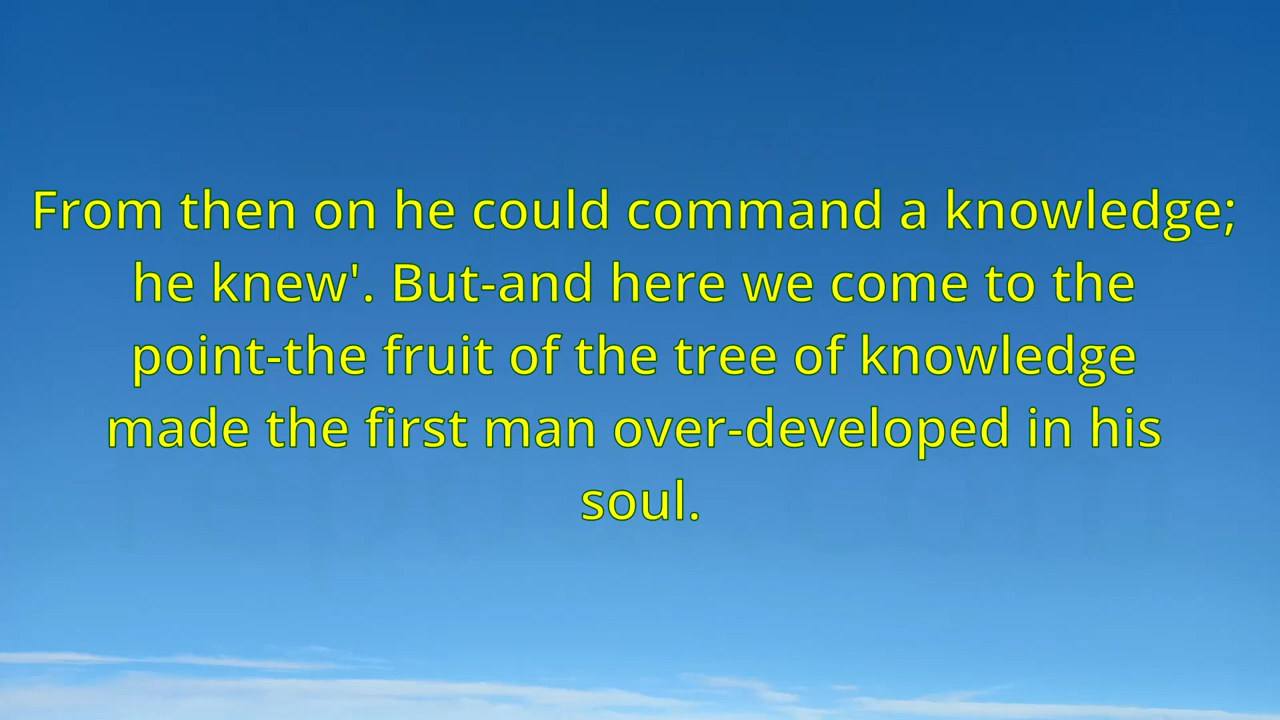 From then on he could command a knowledge;
he knew'. But-and here we come to the
point-the fruit of the tree of knowledge
made the first man over-developed in his
soul.